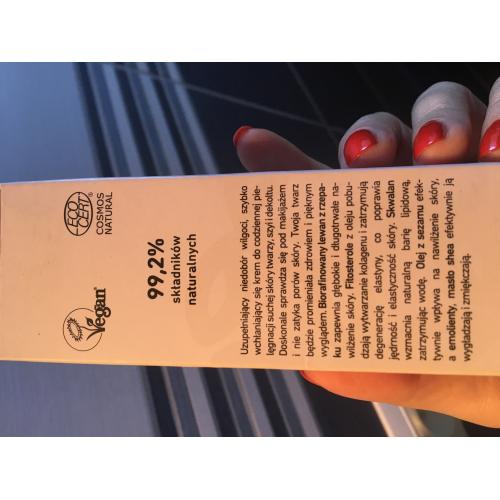 Vegan
ECO
CERT®
COSMOS
NATURAL
99,2%
składników
naturalnych
Uzupełniający niedobór wilgoci, szybko
wchłaniający się krem do codziennej pie-
lęgnacji suchej skóry twarzy, szyi i dekoltu.
Doskonale sprawdza się pod makijażem
i nie zatyka porów skóry. Twoja twarz
będzie promieniała zdrowiem i pięknym
wyglądem. Biorafinowany lewan z rzepa-
ku zapewnia głębokie i długotrwałe na-
wilżenie skóry. Fitosterole z oleju pobu-
dzają wytwarzanie kolagenu i zatrzymują
degenerację elastyny, co poprawia
jędrność i elastyczność skóry. Skwalan
wzmacnia naturalną barię lipidową,
zatrzymując wodę. Olej z sezamu efek-
tywnie wpływa na nawilżenie skóry,
a emolienty, masło shea efektywnie ją
wygładzają i zmiękczają.